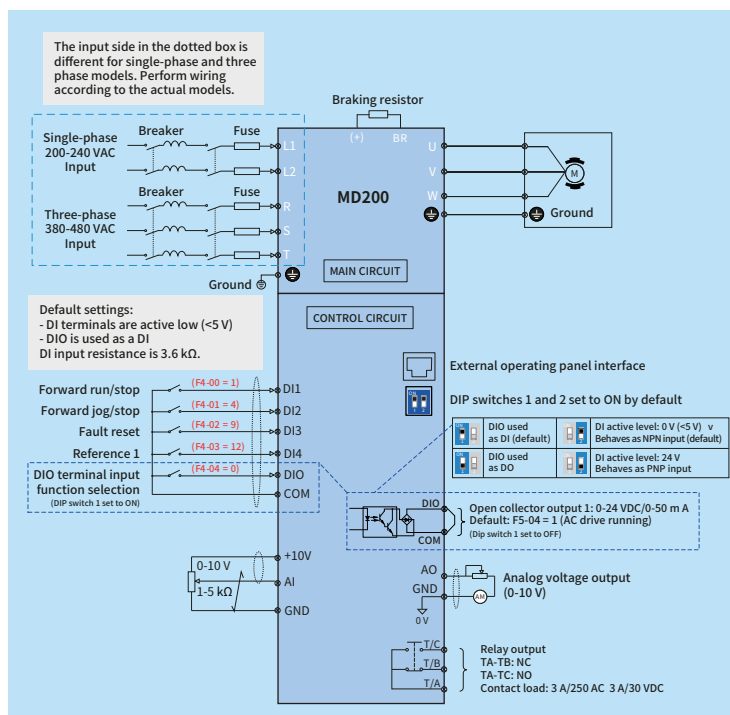 The input side in the dotted box is
different for single-phase and three
phase models. Perform wiring
according to the actual models.
Braking resistor
(+)
BR
Single-phase
200-240 VAC
Input
Breaker
Fuse
L1
L2
Breaker
Fuse
Three-phase
380-480 VAC
Input
R
S
T
Ground
MD200
MAIN CIRCUIT
U
V
W
M
Ground
Default settings:
- DI terminals are active low (<5 V)
- DIO is used as a DI
DI input resistance is 3.6 kΩ.
CONTROL CIRCUIT
External operating panel interface
ON
1 2
DIP switches 1 and 2 set to ON by default
DIO used
as DI (default)
DI active level: 0 V (<5 V) v
Behaves as NPN input (default)
DIO used
as DO
DI active level: 24 V
Behaves as PNP input
Forward run/stop
(F4-00 = 1)
DI1
Forward jog/stop
(F4-01 = 4)
DI2
Fault reset
(F4-02 = 9)
DI3
Reference 1
(F4-03 = 12)
DI4
DIO terminal input
function selection
(DIP switch 1 set to ON)
(F4-04 = 0)
DIO
COM
DIO
COM
Open collector output 1: 0-24 VDC/0-50 m A
Default: F5-04 = 1 (AC drive running)
(Dip switch 1 set to OFF)
+10V
0-10 V
AI
1-5 kΩ
GND
AO
GND
0 V
AM
Analog voltage output
(0-10 V)
T/C
T/B
T/A
Relay output
TA-TB: NC
TA-TC: NO
Contact load: 3 A/250 AC 3 A/30 VDC